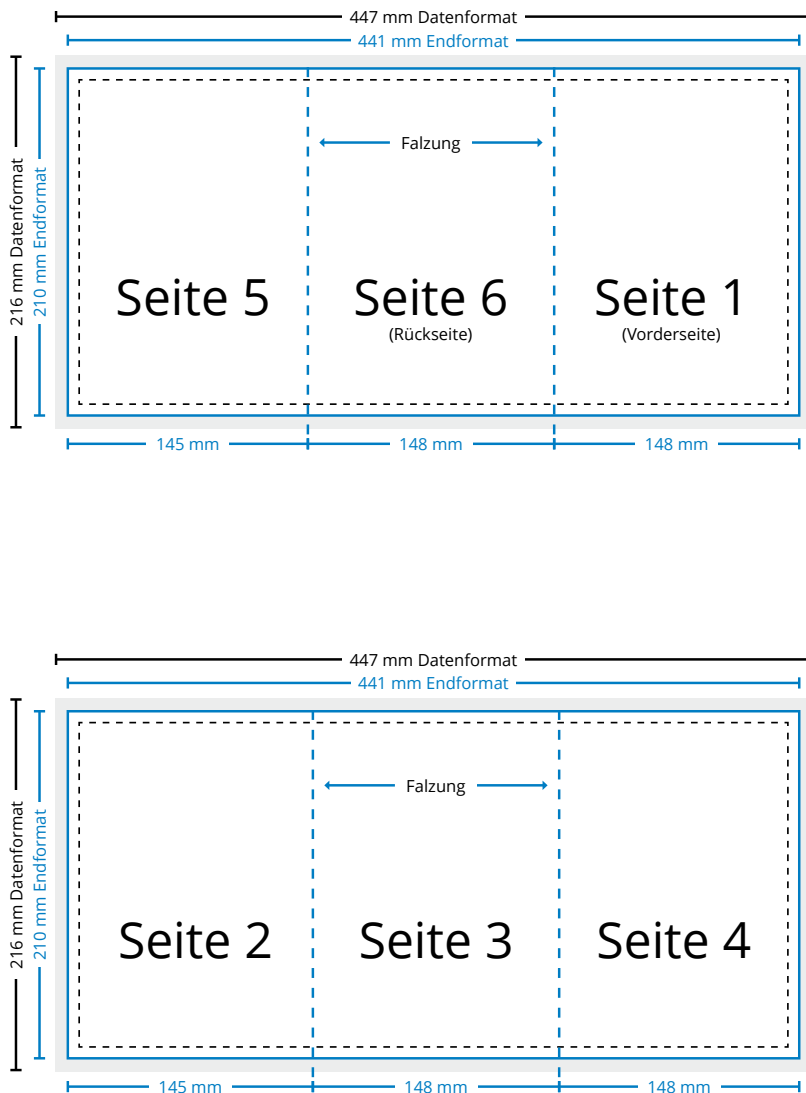 447 mm Datenformat
441 mm Endformat
216 mm Datenformat
210 mm Endformat
Falzung
Seite 5
Seite 6
(Rückseite)
Seite 1
(Vorderseite)
145 mm
148 mm
148 mm
447 mm Datenformat
441 mm Endformat
216 mm Datenformat
210 mm Endformat
Falzung
Seite 2
Seite 3
Seite 4
145 mm
148 mm
148 mm